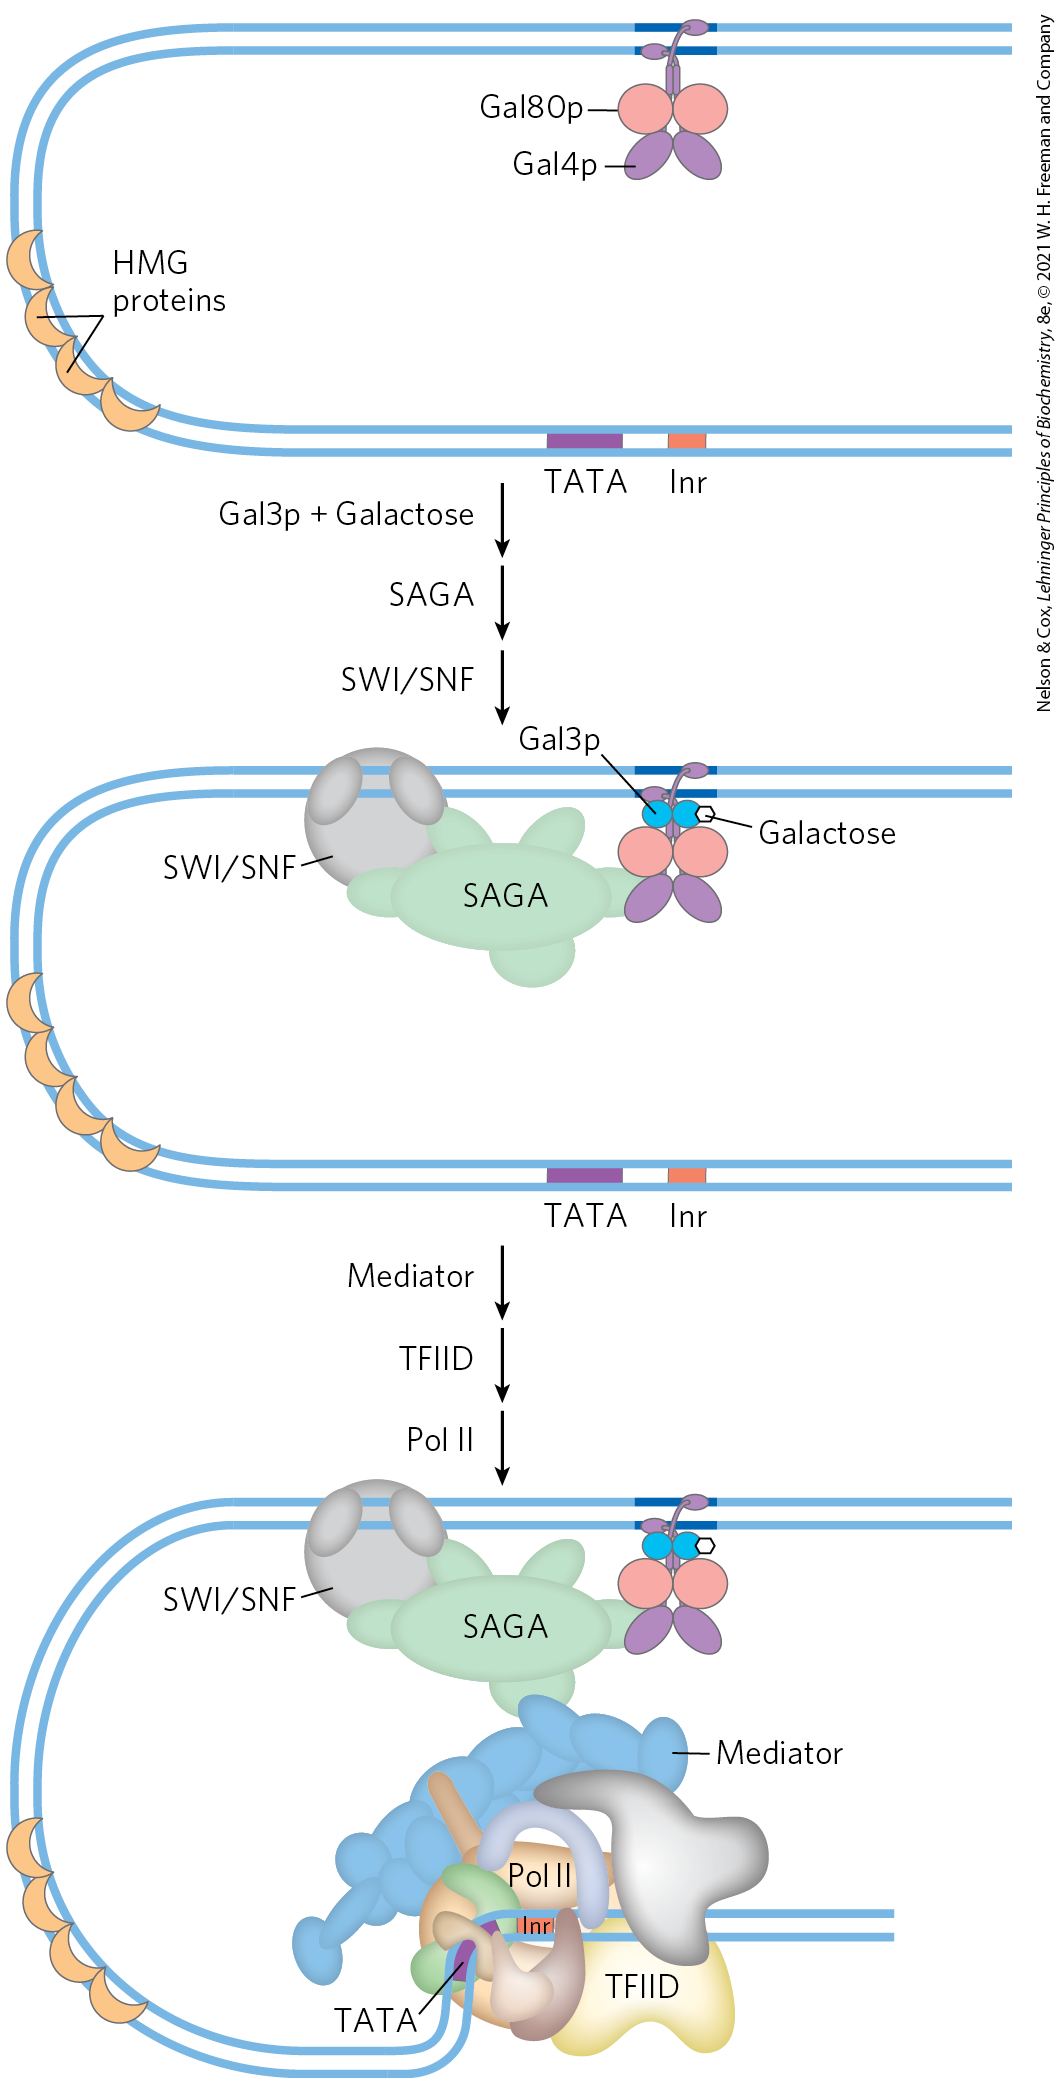 Gal80p
Gal4p
HMG
proteins
TATA
Inr
Gal3p + Galactose
SAGA
SWI/SNF
Gal3p
Galactose
SWI/SNF
SAGA
TATA
Inr
Mediator
TFIID
Pol II
SWI/SNF
SAGA
Mediator
Pol II
Inr
TFIID
TATA
Nelson & Cox, Lehninger Principles of Biochemistry, 8e, © 2021 W. H. Freeman and Company